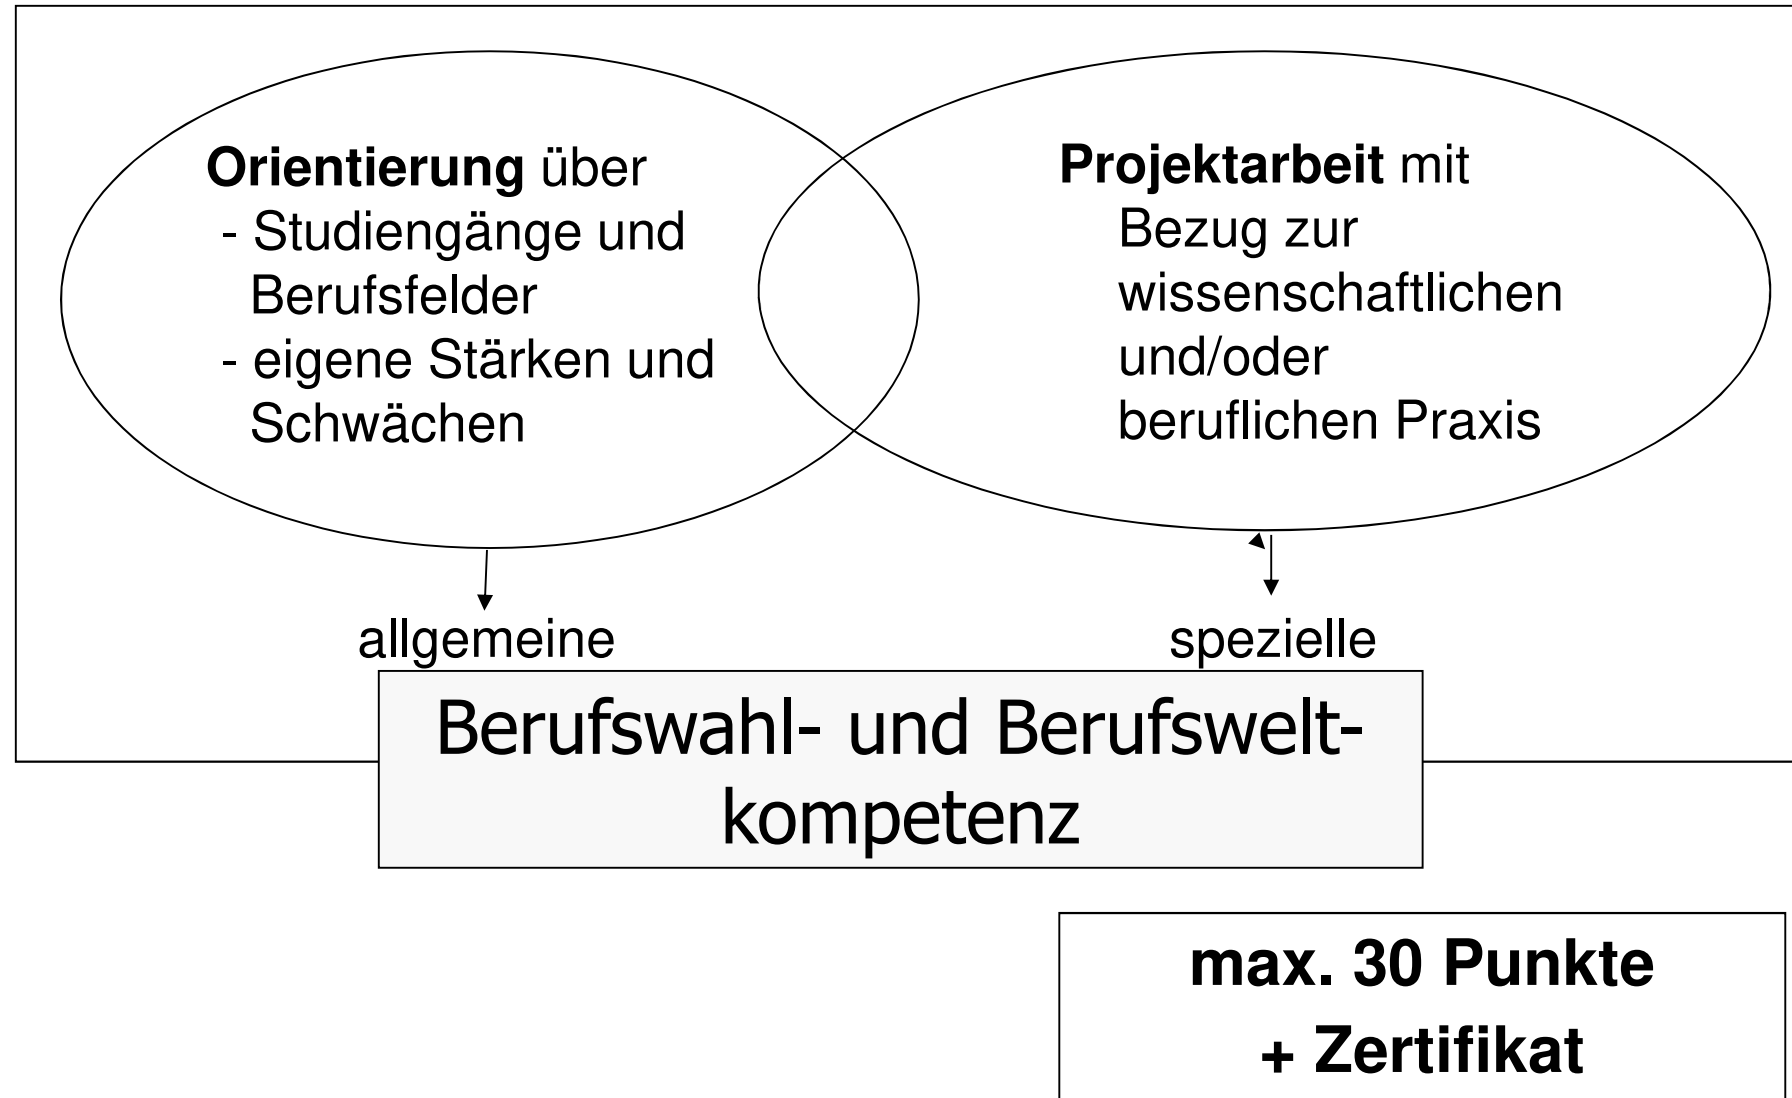 Orientierung über
- Studiengänge und
Berufsfelder
- eigene Stärken und
Schwächen
Projektarbeit mit
Bezug zur
wissenschaftlichen
und/oder
beruflichen Praxis
allgemeine
spezielle
Berufswahl- und Berufswelt-
kompetenz
max. 30 Punkte
+ Zertifikat